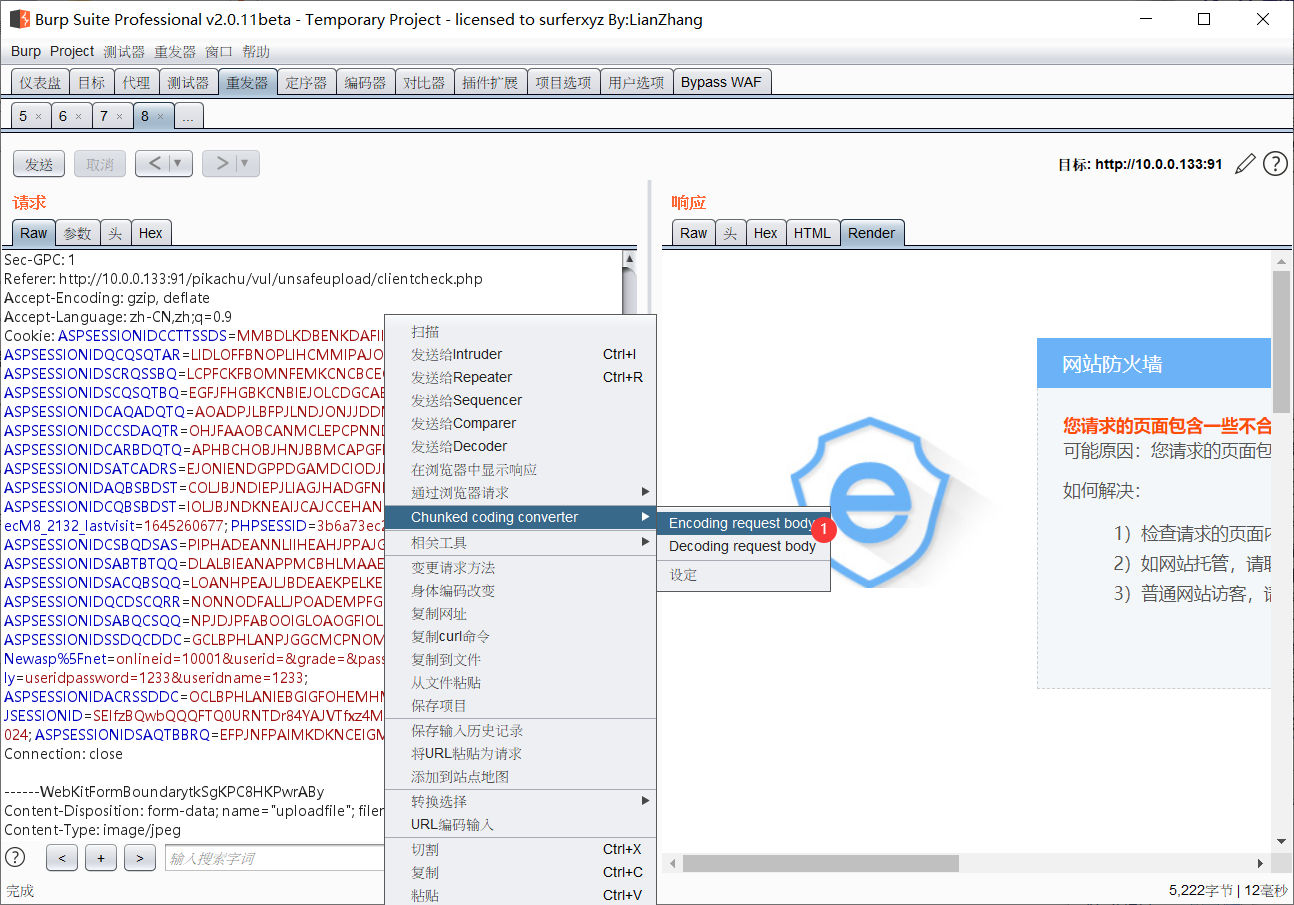 Burp Suite Professional v2.0.11beta - Temporary Project - licensed to surferxyz By:LianZhang
Burp Project 测试器 重发器 窗口 帮助
仪表盘 目标 代理 测试器 重发器 定序器 编码器 对比器 插件扩展 项目选项 用户选项 Bypass WAF
5 × 6 × 7 × 8 × ...
发送 取消 < ▼ > ▼ 目标: http://10.0.0.133:91 ?
请求
Raw 参数 头 Hex
Sec-GPC: 1
Referer: http://10.0.0.133:91/pikachu/vul/unsafeupload/clientcheck.php
Accept-Encoding: gzip, deflate
Accept-Language: zh-CN,zh;q=0.9
Cookie: ASPSESSIONIDCCTTSSDS=MMBDLKDBENKDAFII
ASPSESSIONIDQCQSQTAR=LIDLOFFBNOPLIHCMMIPAJO
ASPSESSIONIDSCRQSSBQ=LCPFCKFBOMNFEMKCNCBCE
ASPSESSIONIDSCQSQTBQ=EGFJFHGBKCNBIEJOLCDGCAE
ASPSESSIONIDCAQADQTQ=AOADPJLBFPJLNDJONJJDD
ASPSESSIONIDCCSDAQTR=OHJFAAOBCANMCLEPCPNN
ASPSESSIONIDCARBDQTQ=APHBCHOBJHNJBBMCAPGF
ASPSESSIONIDSATCADRS=EJONIENDGPPDGAMDCIODJ
ASPSESSIONIDAQBSBDST=COLJBJNDIEPJLIAGJHADGFN
ASPSESSIONIDCQBSBDST=IOLJBJNDKNEAIJCAJCCEHAN
ecM8_2132_lastvisit=1645260677; PHPSESSID=3b6a73ec2
ASPSESSIONIDCSBQDSAS=PIPHADEANNLIIHEAHJPPAJG
ASPSESSIONIDSABTBTQQ=DLALBIEANAPPMCBHLMAAE
ASPSESSIONIDSACQBSQQ=LOANHPEAJLJBDEAEKPELKE
ASPSESSIONIDQCDSCQRR=NONNODFALLJPOADEMPFG
ASPSESSIONIDSABQCSQQ=NPJDJPFABOOIGLOAOGFIOL
ASPSESSIONIDSSDQCDDC=GCLBPHLANPJGGCMCPNOM
Newasp%5Fnet=onlineid=10001&userid=&grade=&pass
ly=useridpassword=1233&useridname=1233;
ASPSESSIONIDACRSSDDC=OCLBPHLANIEBGIGFOHEMH
JSESSIONID=SEIfzBQwbQQQFTQ0URNTDr84YAJVTfxz4M
024; ASPSESSIONIDSAQTBBRQ=EFPJNFPAIMKDKNCEIGM
Connection: close
------WebKitFormBoundarytkSgKPC8HKPwrABy
Content-Disposition: form-data; name="uploadfile"; filer
Content-Type: image/jpeg
? < + > 输入搜索字词
完成
扫描
发送给Intruder Ctrl+I
发送给Repeater Ctrl+R
发送给Sequencer
发送给Comparer
发送给Decoder
在浏览器中显示响应
通过浏览器请求
Chunked coding converter
相关工具
变更请求方法
身体编码改变
复制网址
复制curl命令
复制到文件
从文件粘贴
保存项目
保存输入历史记录
将URL粘贴为请求
添加到站点地图
转换选择
URL编码输入
切割 Ctrl+X
复制 Ctrl+C
粘贴 Ctrl+V
Encoding request body 1
Decoding request body
设定
响应
Raw 头 Hex HTML Render
网站防火墙
您请求的页面包含一些不合
可能原因：您请求的页面包
如何解决：
1）检查请求的页面内
2）如网站托管，请联
3）普通网站访客，请
5,222字节 | 12毫秒